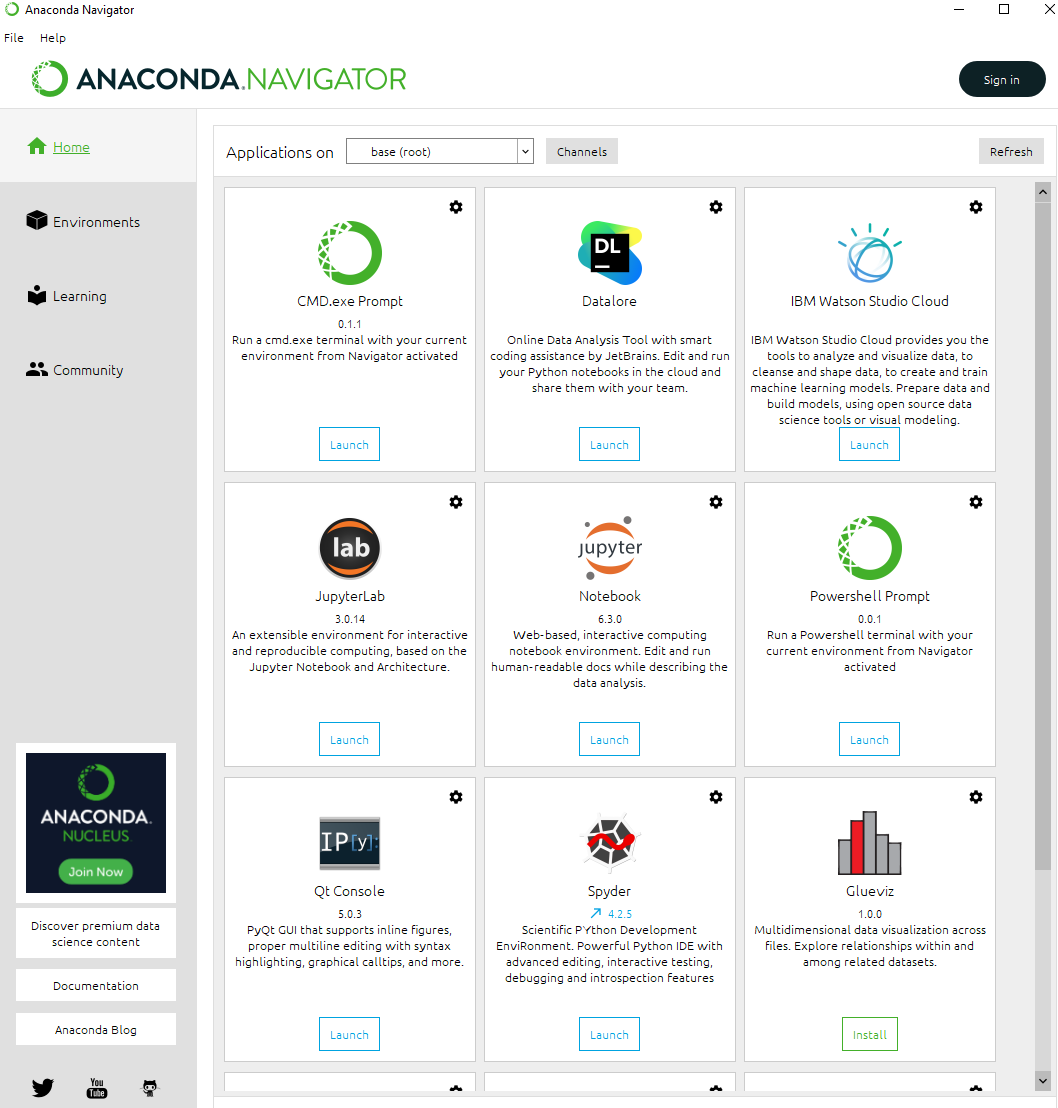 Anaconda Navigator
File Help
ANACONDA.NAVIGATOR
Sign in
Home
Environments
Learning
Community
ANACONDA.
NUCLEUS
Join Now
Discover premium data
science content
Documentation
Anaconda Blog
You
Tube
Applications on
base (root)
Channels
Refresh
CMD.exe Prompt
0.1.1
Run a cmd.exe terminal with your current
environment from Navigator activated
Launch
DL
Datalore
Online Data Analysis Tool with smart
coding assistance by JetBrains. Edit and run
your Python notebooks in the cloud and
share them with your team.
Launch
IBM Watson Studio Cloud
IBM Watson Studio Cloud provides you the
tools to analyze and visualize data, to
cleanse and shape data, to create and train
machine learning models. Prepare data and
build models, using open source data
science tools or visual modeling.
Launch
lab
JupyterLab
3.0.14
An extensible environment for interactive
and reproducible computing, based on the
Jupyter Notebook and Architecture.
Launch
jupyter
Notebook
6.3.0
Web-based, interactive computing
notebook environment. Edit and run
human-readable docs while describing the
data analysis.
Launch
Powershell Prompt
0.0.1
Run a Powershell terminal with your
current environment from Navigator
activated
Launch
IP[y]:
Qt Console
5.0.3
PyQt GUI that supports inline figures,
proper multiline editing with syntax
highlighting, graphical calltips, and more.
Launch
Spyder
4.2.5
Scientific PYthon Development
EnviRonment. Powerful Python IDE with
advanced editing, interactive testing,
debugging and introspection features
Launch
Glueviz
1.0.0
Multidimensional data visualization across
files. Explore relationships within and
among related datasets.
Install